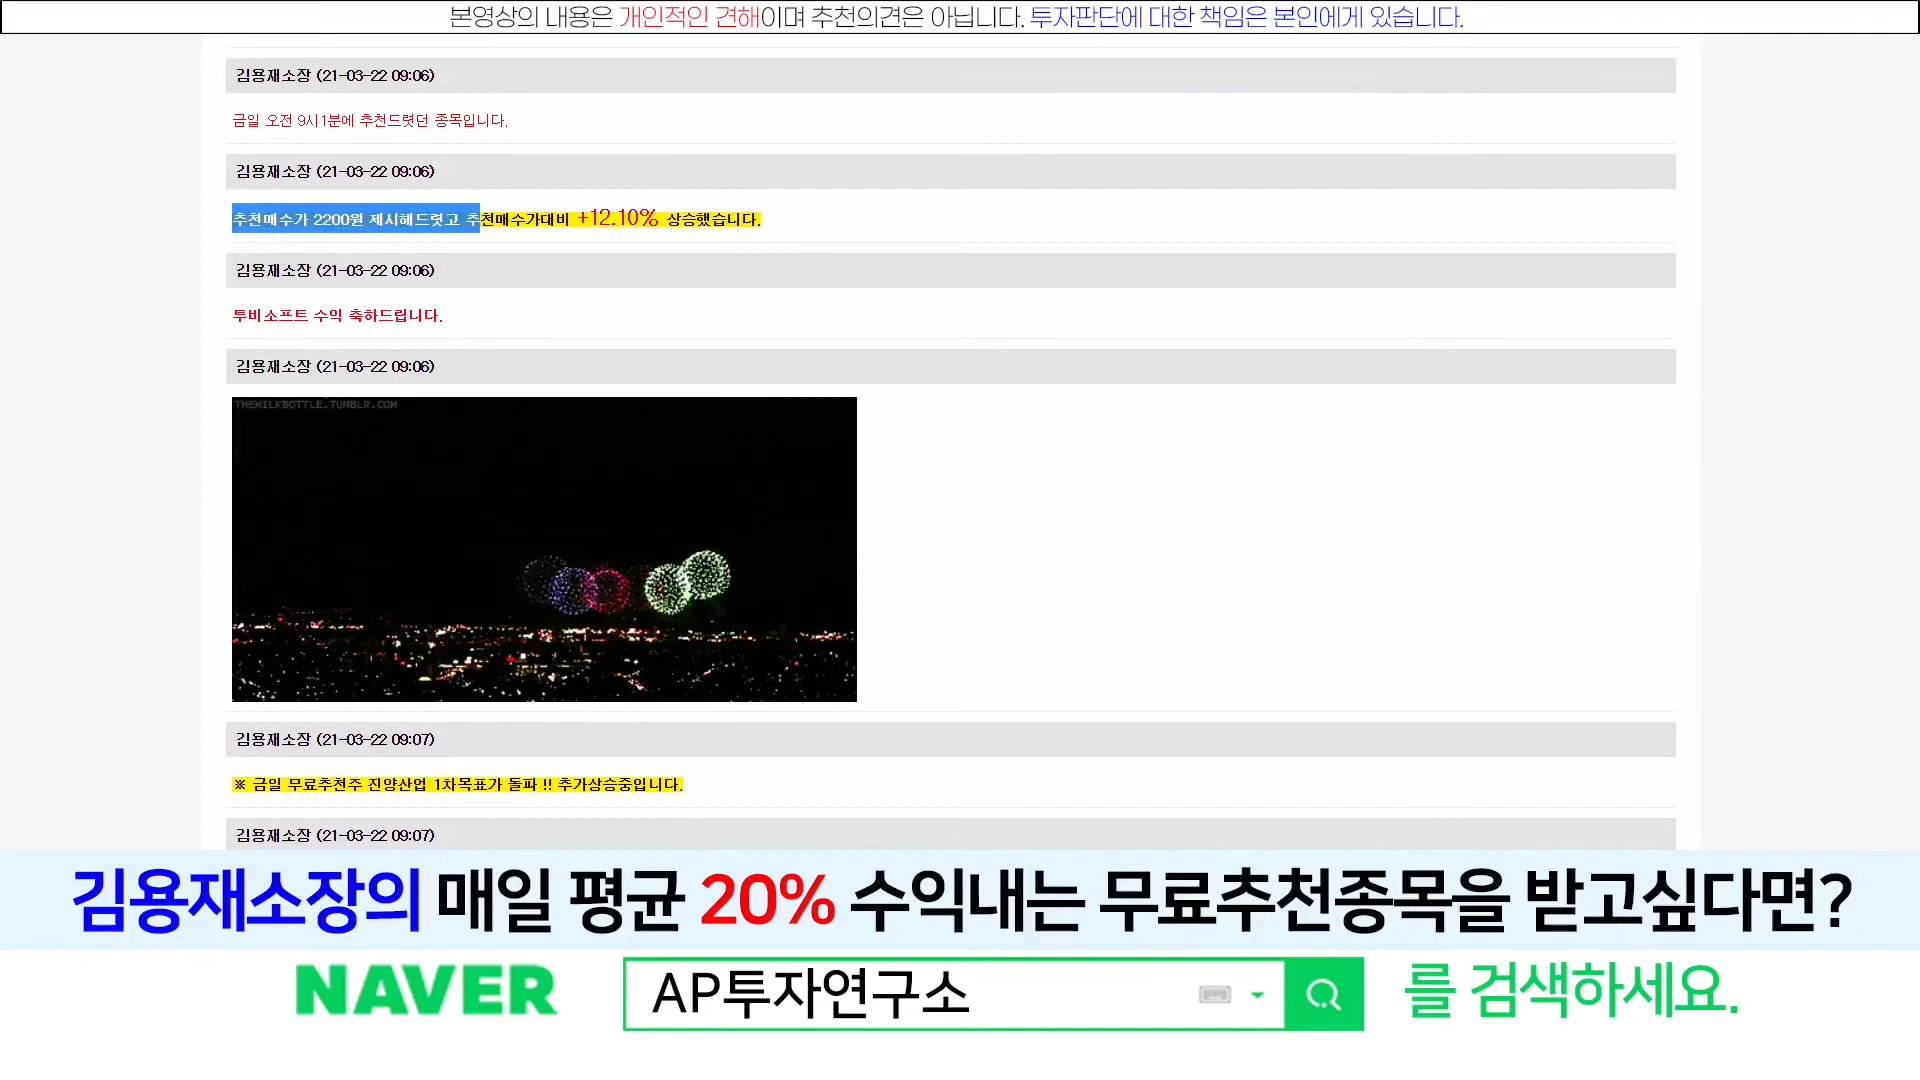 본영상의 내용은 개인적인 견해이며 추천의견은 아닙니다. 투자판단에 대한 책임은 본인에게 있습니다.
김용재소장 (21-03-22 09:06)
금일 오전 9시1분에 추천드렷던 종목입니다.
김용재소장 (21-03-22 09:06)
추천매수가 2200원 제시해드렷고 추천매수가대비 +12.10% 상승했습니다.
김용재소장 (21-03-22 09:06)
투비소프트 수익 축하드립니다.
김용재소장 (21-03-22 09:06)
THEMILKBOTTLE.TUMBLR.COM
김용재소장 (21-03-22 09:07)
※ 금일 무료추천주 진양산업 1차목표가 돌파 !! 추가상승중입니다.
김용재소장 (21-03-22 09:07)
김용재소장의 매일 평균 20% 수익내는 무료추천종목을 받고싶다면?
NAVER AP투자연구소 를 검색하세요.